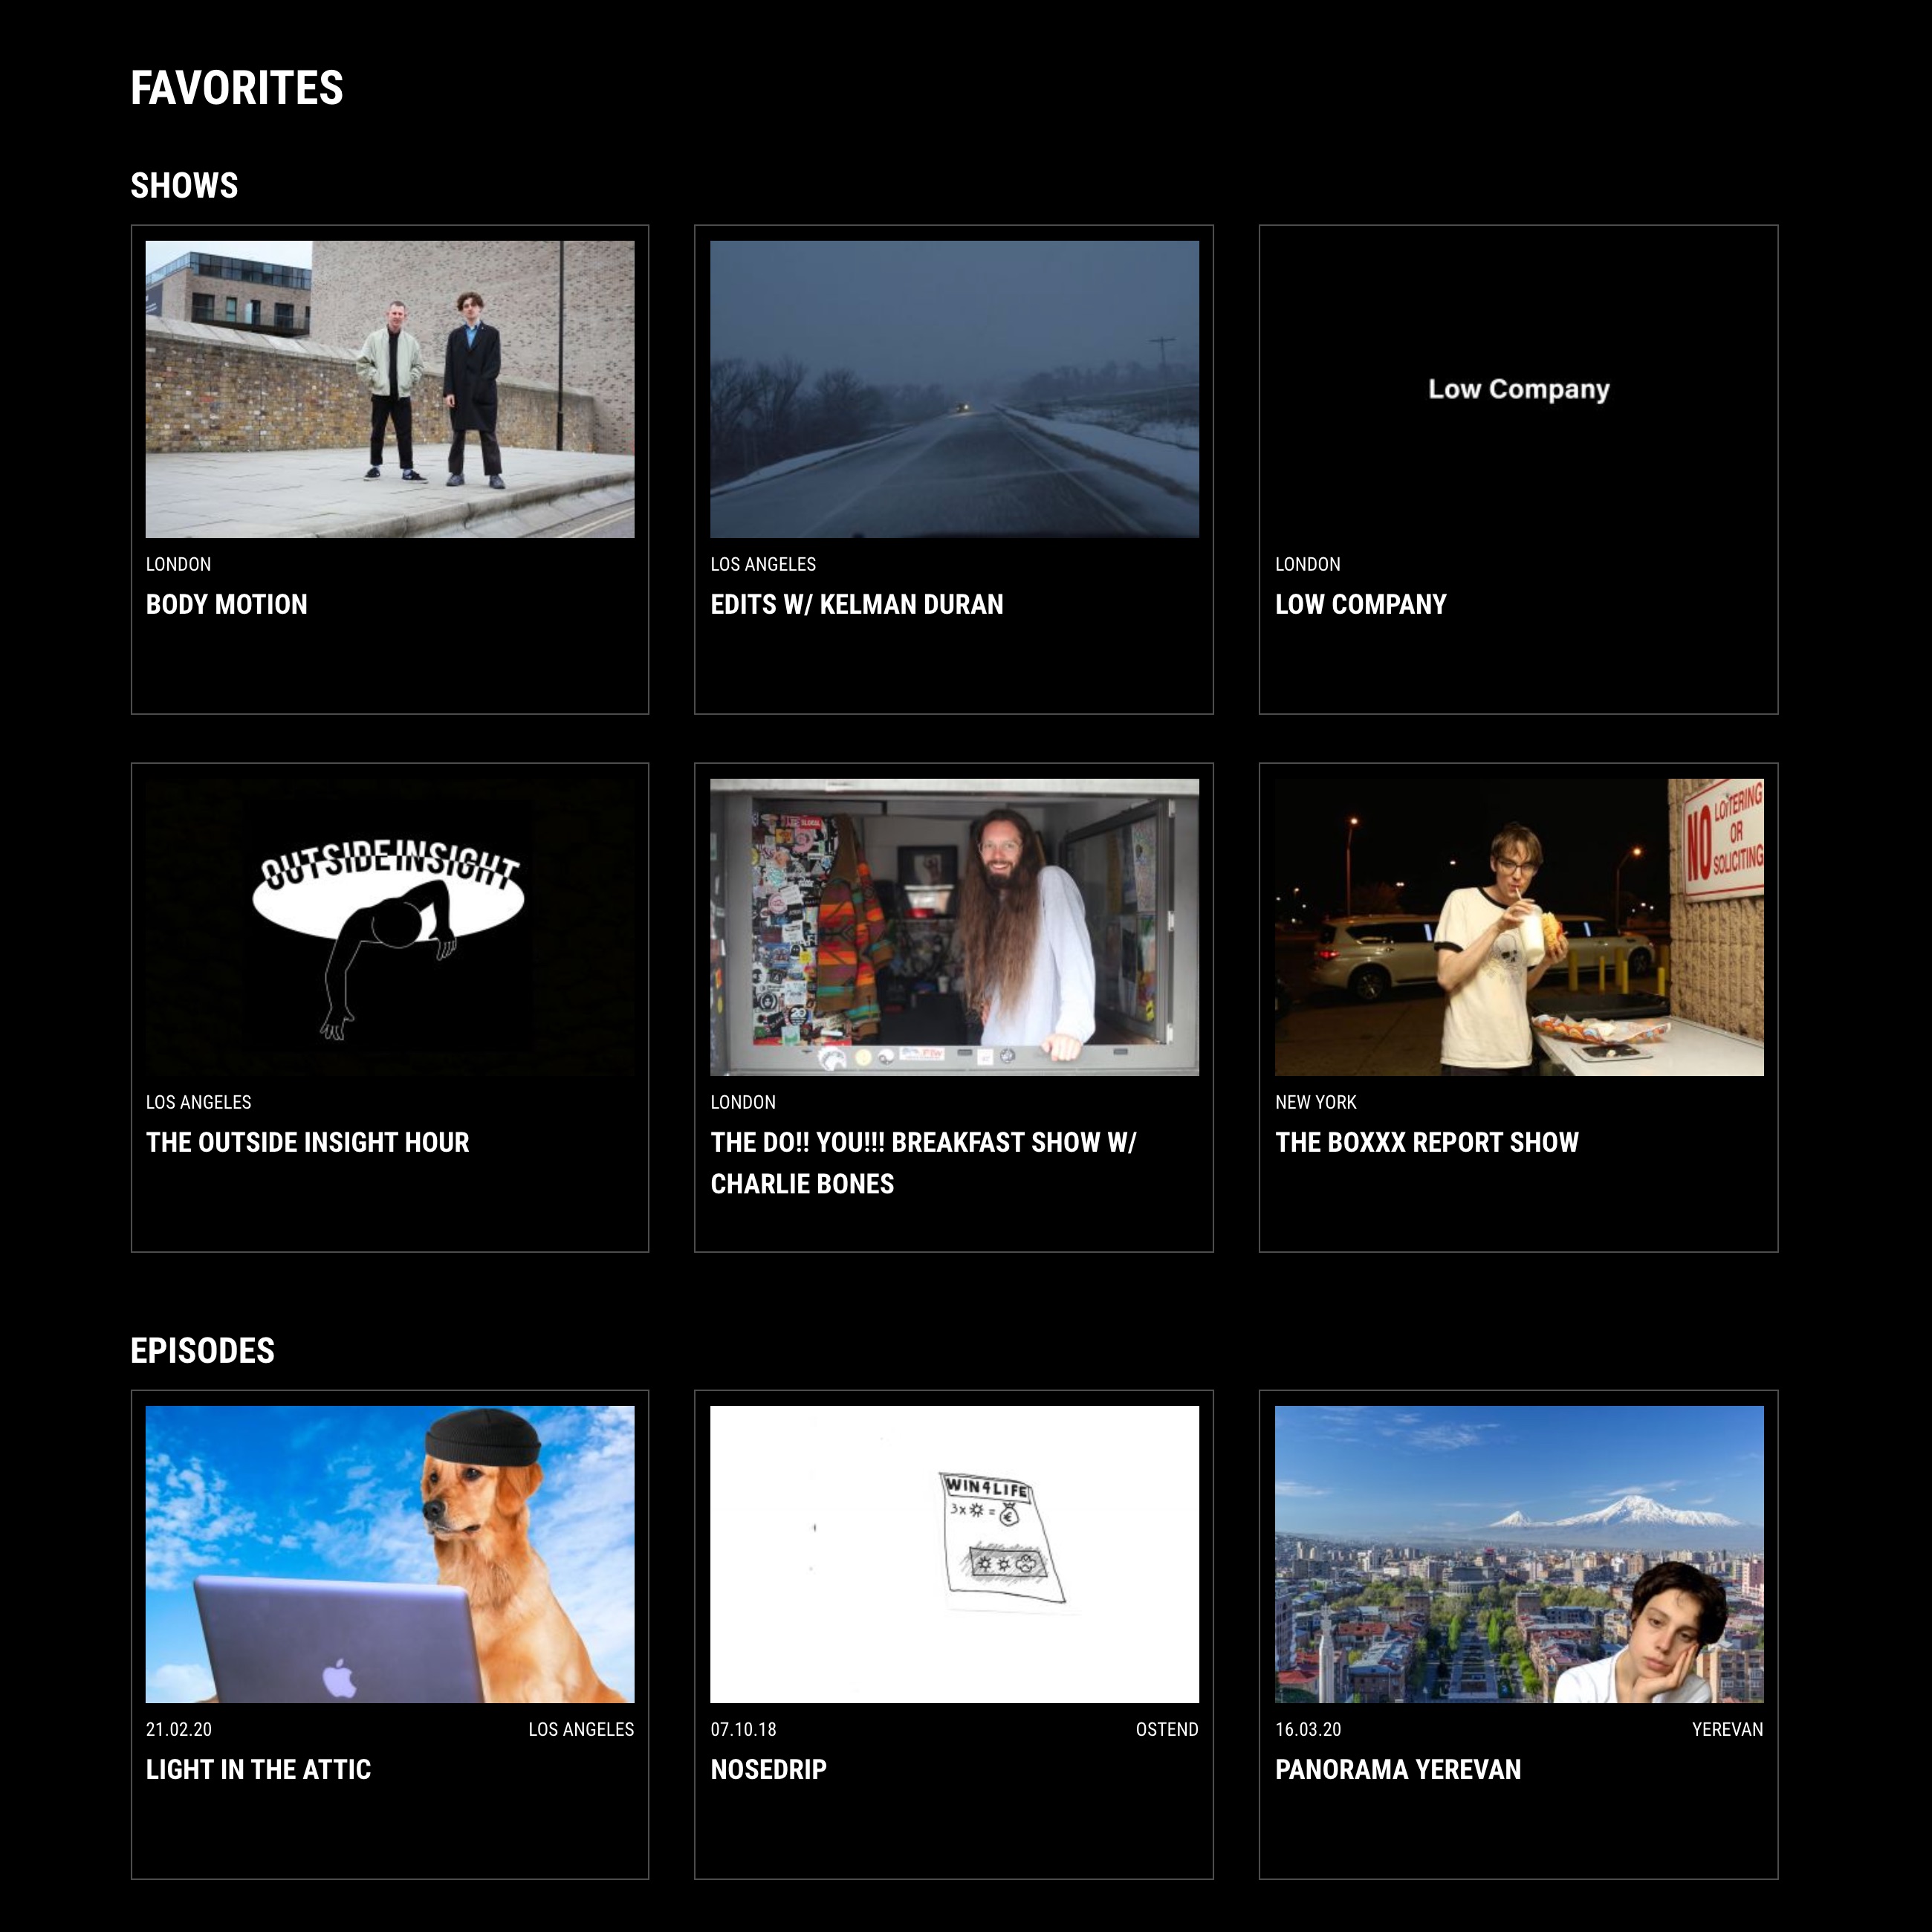 FAVORITES
SHOWS
LONDON
BODY MOTION
LOS ANGELES
EDITS W/ KELMAN DURAN
Low Company
LONDON
LOW COMPANY
OUTSIDE INSIGHT
LOS ANGELES
THE OUTSIDE INSIGHT HOUR
LONDON
THE DO!! YOU!!! BREAKFAST SHOW W/
CHARLIE BONES
NO LOITERING
OR
SOLICITING
NEW YORK
THE BOXXX REPORT SHOW
EPISODES
21.02.20 LOS ANGELES
LIGHT IN THE ATTIC
WIN4LIFE
3x = €
07.10.18 OSTEND
NOSEDRIP
16.03.20 YEREVAN
PANORAMA YEREVAN